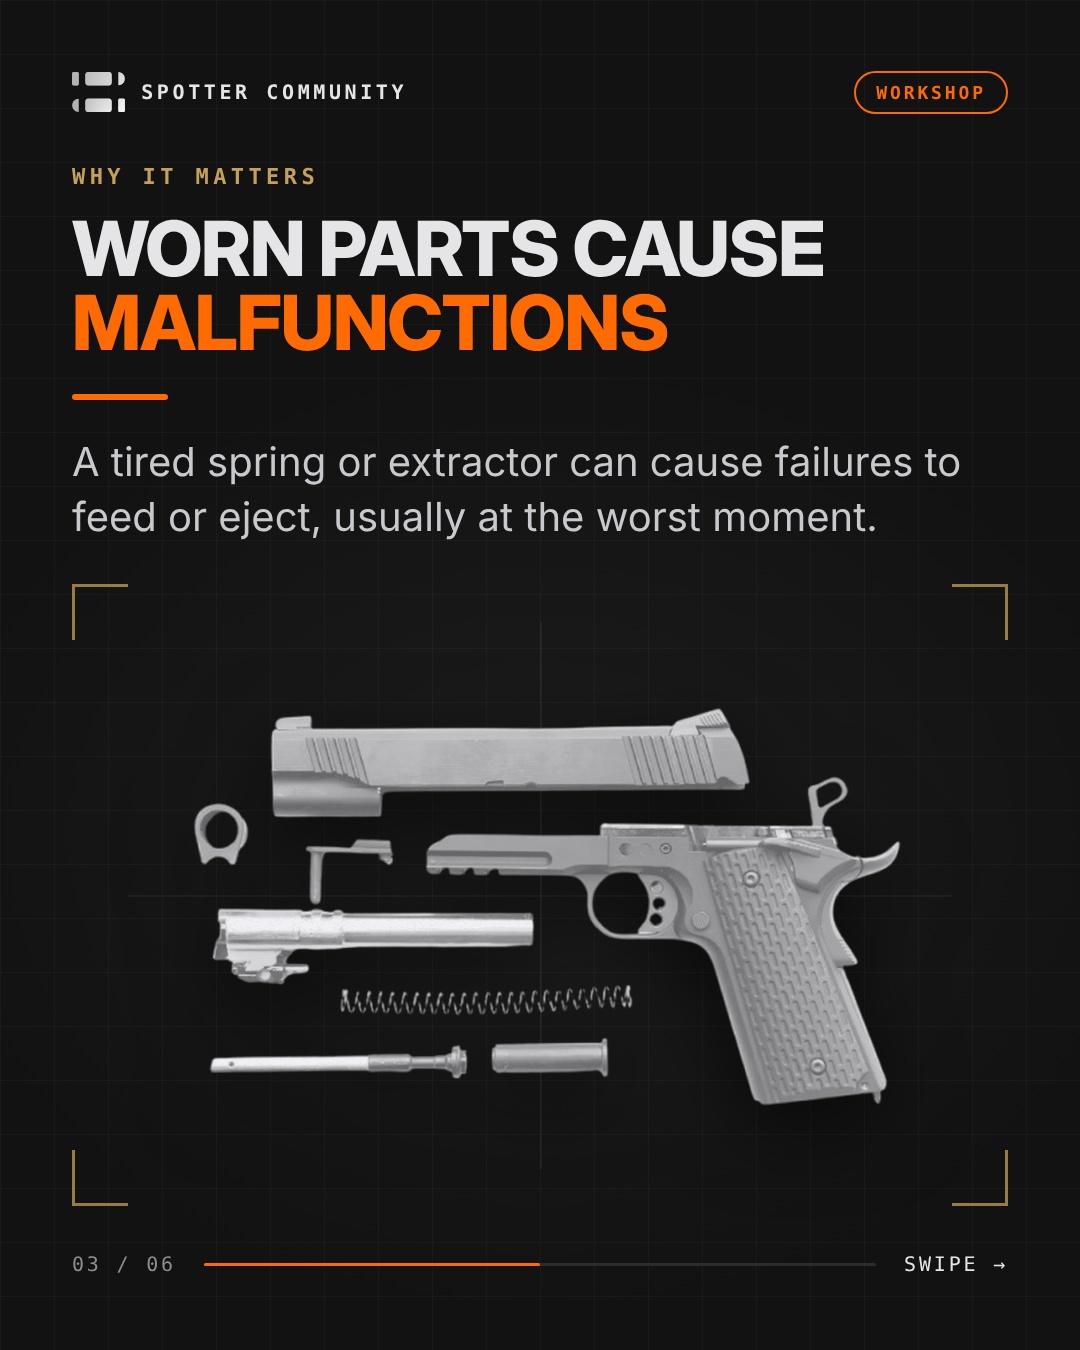 SPOTTER COMMUNITY
WORKSHOP
WHY IT MATTERS
WORN PARTS CAUSE
MALFUNCTIONS
A tired spring or extractor can cause failures to
feed or eject, usually at the worst moment.
03 / 06
SWIPE →